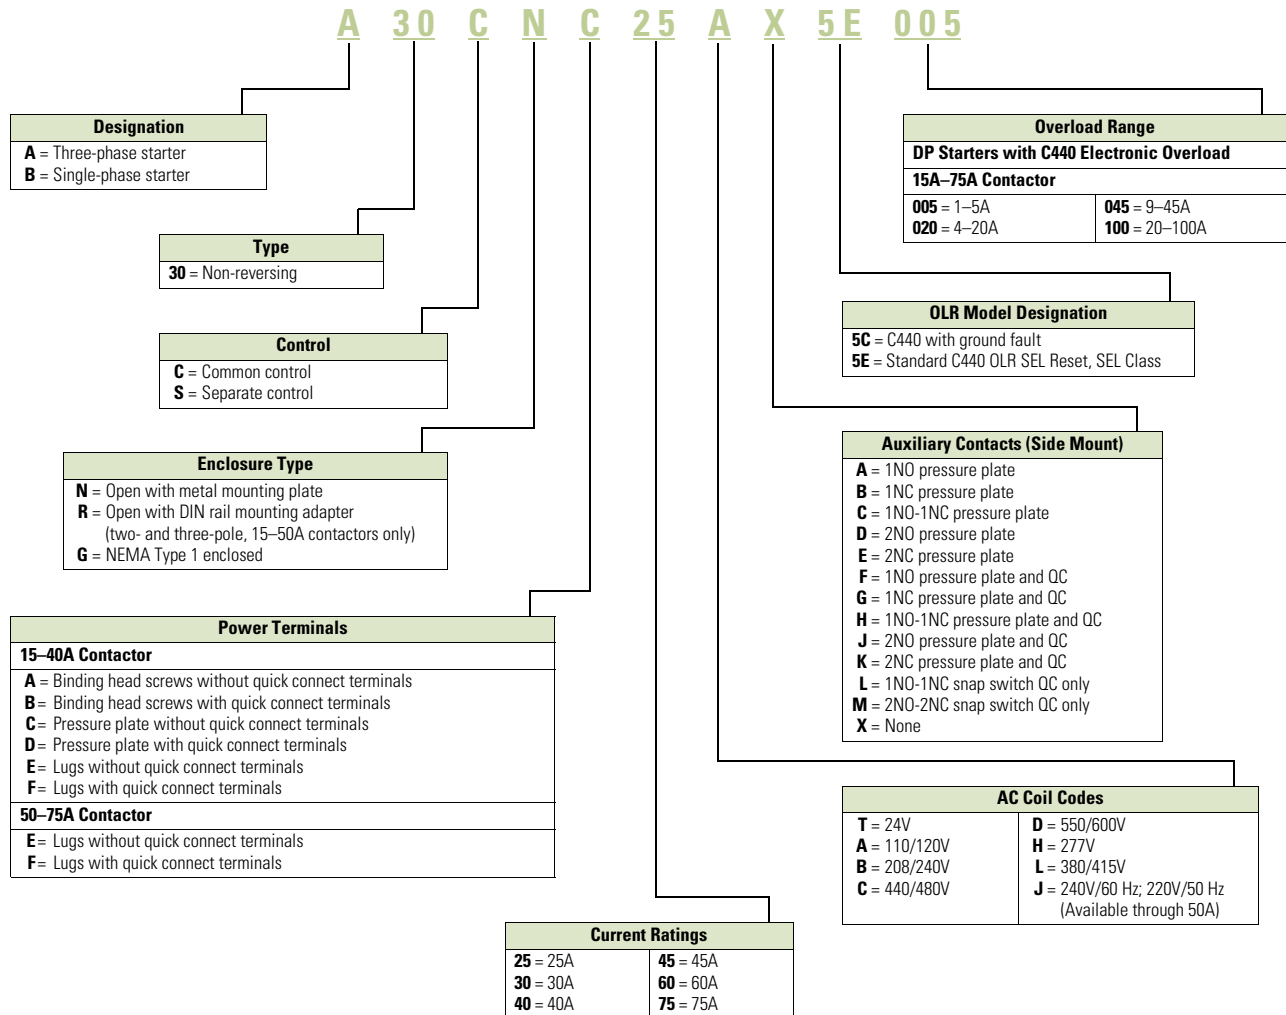 A 30 C N C 25 A X 5E 005
Designation
A = Three-phase starter
B = Single-phase starter
Type
30 = Non-reversing
Control
C = Common control
S = Separate control
Enclosure Type
N = Open with metal mounting plate
R = Open with DIN rail mounting adapter
(two- and three-pole, 15–50A contactors only)
G = NEMA Type 1 enclosed
Power Terminals
15–40A Contactor
A = Binding head screws without quick connect terminals
B = Binding head screws with quick connect terminals
C = Pressure plate without quick connect terminals
D = Pressure plate with quick connect terminals
E = Lugs without quick connect terminals
F = Lugs with quick connect terminals
50–75A Contactor
E = Lugs without quick connect terminals
F = Lugs with quick connect terminals
Current Ratings
25 = 25A
30 = 30A
40 = 40A
45 = 45A
60 = 60A
75 = 75A
Overload Range
DP Starters with C440 Electronic Overload
15A–75A Contactor
005 = 1–5A
020 = 4–20A
045 = 9–45A
100 = 20–100A
OLR Model Designation
5C = C440 with ground fault
5E = Standard C440 OLR SEL Reset, SEL Class
Auxiliary Contacts (Side Mount)
A = 1NO pressure plate
B = 1NC pressure plate
C = 1NO-1NC pressure plate
D = 2NO pressure plate
E = 2NC pressure plate
F = 1NO pressure plate and QC
G = 1NC pressure plate and QC
H = 1NO-1NC pressure plate and QC
J = 2NO pressure plate and QC
K = 2NC pressure plate and QC
L = 1NO-1NC snap switch QC only
M = 2NO-2NC snap switch QC only
X = None
AC Coil Codes
T = 24V
A = 110/120V
B = 208/240V
C = 440/480V
D = 550/600V
H = 277V
L = 380/415V
J = 240V/60 Hz; 220V/50 Hz
(Available through 50A)